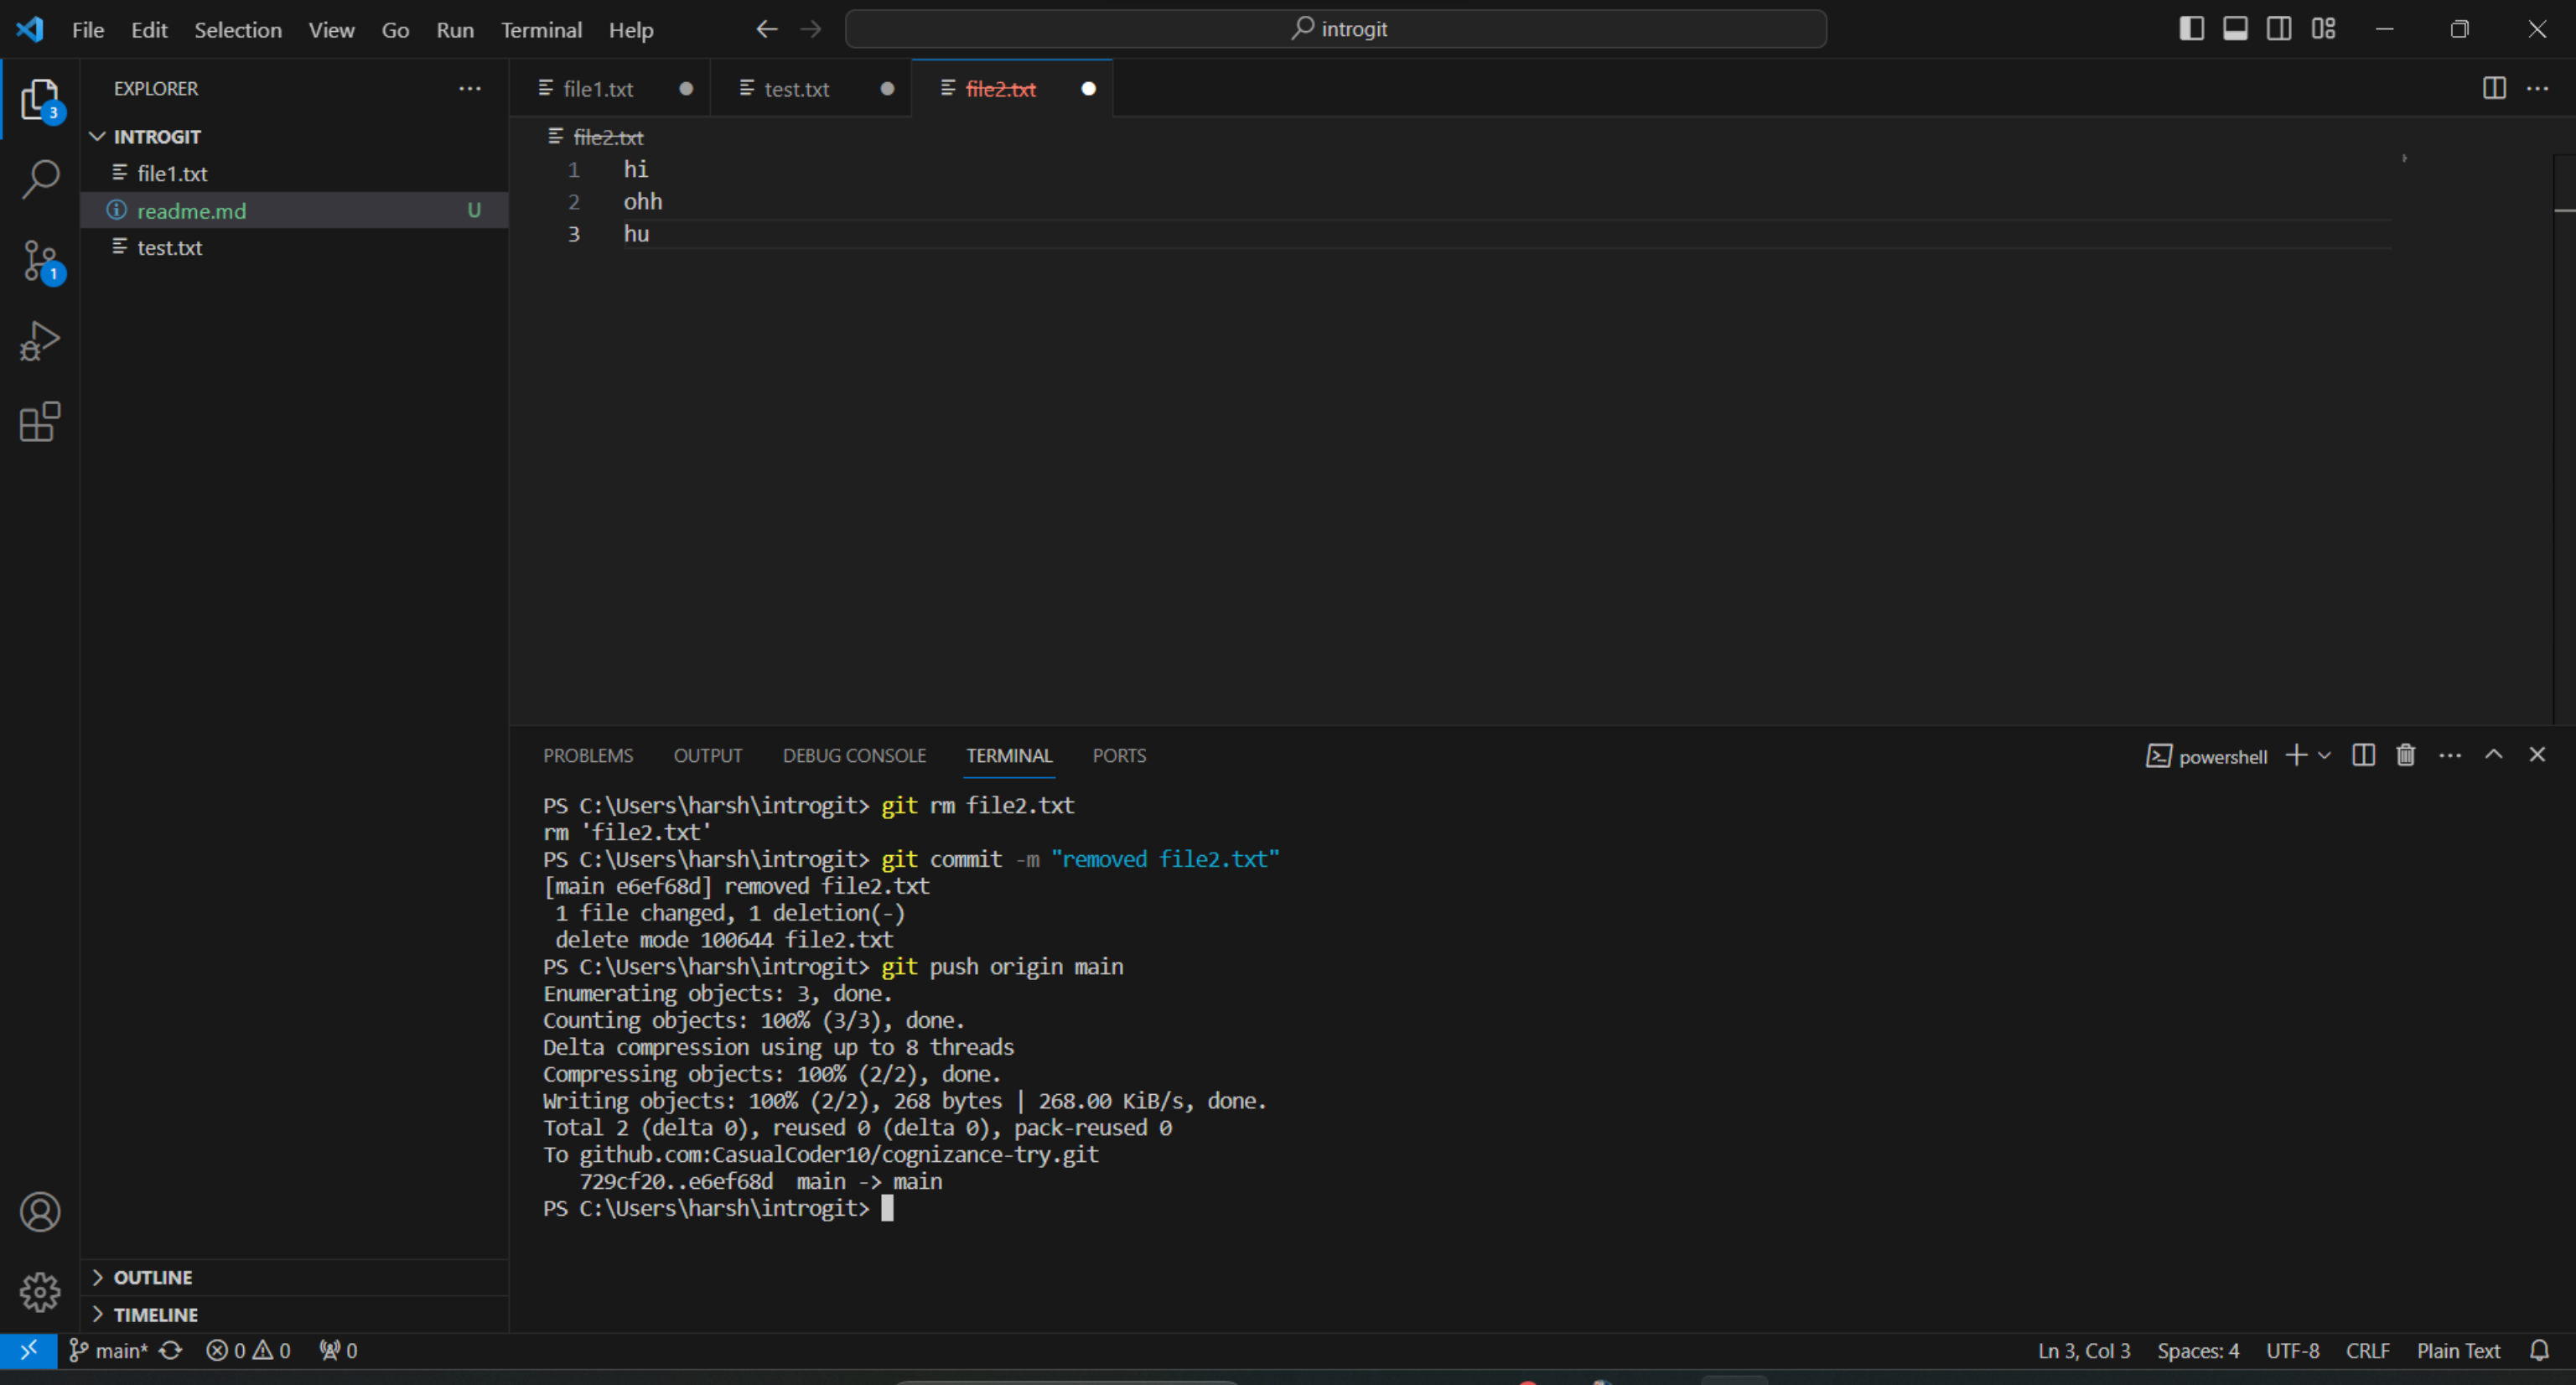 File Edit Selection View Go Run Terminal Help
introgit
EXPLORER
3
INTROGIT
file1.txt
readme.md U
test.txt
1
file1.txt test.txt file2.txt
file2.txt
1 hi
2 ohh
3 hu
PROBLEMS OUTPUT DEBUG CONSOLE TERMINAL PORTS
powershell
PS C:\Users\harsh\introgit> git rm file2.txt
rm 'file2.txt'
PS C:\Users\harsh\introgit> git commit -m "removed file2.txt"
[main e6ef68d] removed file2.txt
1 file changed, 1 deletion(-)
delete mode 100644 file2.txt
PS C:\Users\harsh\introgit> git push origin main
Enumerating objects: 3, done.
Counting objects: 100% (3/3), done.
Delta compression using up to 8 threads
Compressing objects: 100% (2/2), done.
Writing objects: 100% (2/2), 268 bytes | 268.00 KiB/s, done.
Total 2 (delta 0), reused 0 (delta 0), pack-reused 0
To github.com:CasualCoder10/cognizance-try.git
729cf20..e6ef68d main -> main
PS C:\Users\harsh\introgit>
OUTLINE
TIMELINE
main* 0 0 0
Ln 3, Col 3 Spaces: 4 UTF-8 CRLF Plain Text